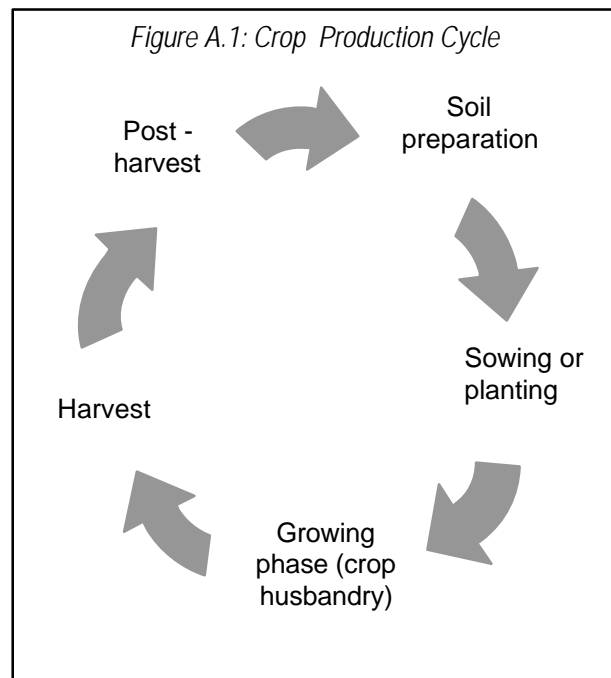 Figure A.1: Crop Production Cycle
Soil
preparation
Sowing or
planting
Growing
phase (crop
husbandry)
Harvest
Post -
harvest